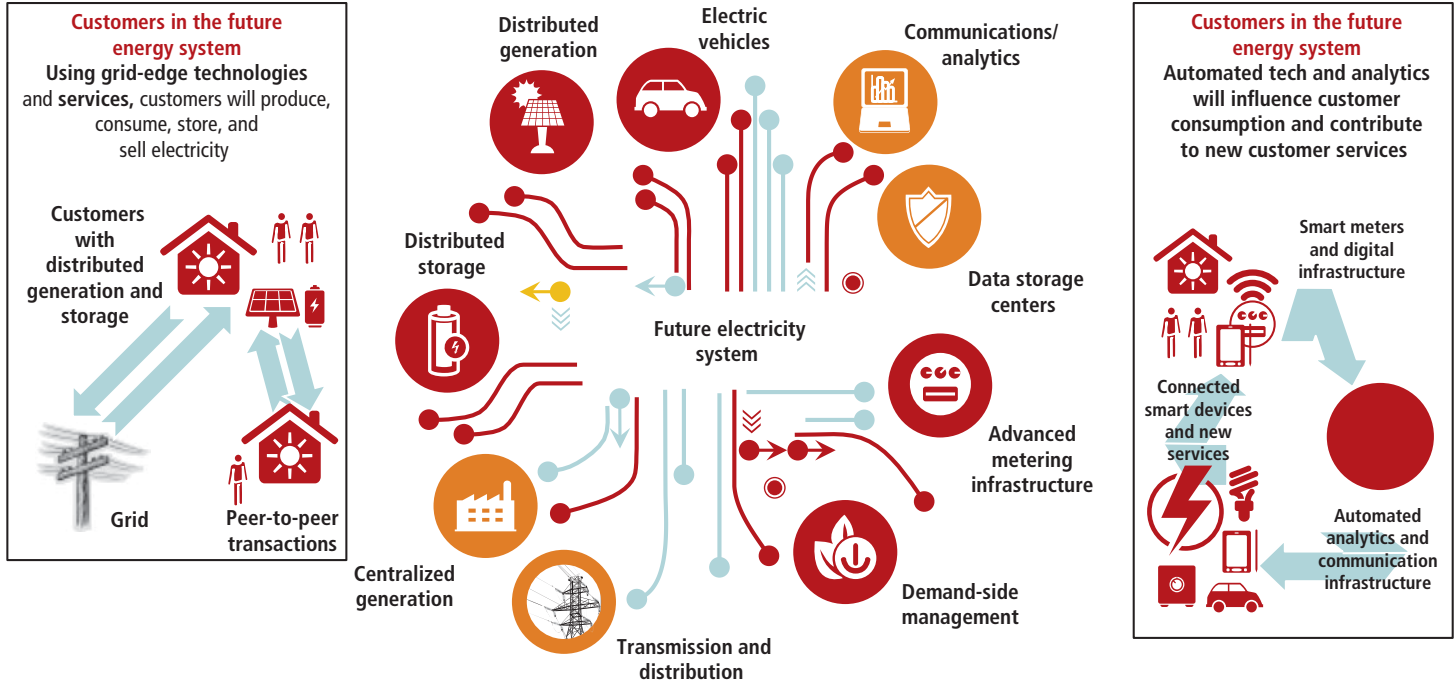 Customers in the future
energy system
Using grid-edge technologies
and services, customers will produce,
consume, store, and
sell electricity
Customers
with
distributed
generation and
storage
Grid
Peer-to-peer
transactions
Distributed
generation
Electric
vehicles
Communications/
analytics
Distributed
storage
Data storage
centers
Future electricity
system
Advanced
metering
infrastructure
Centralized
generation
Demand-side
management
Transmission and
distribution
Customers in the future
energy system
Automated tech and analytics
will influence customer
consumption and contribute
to new customer services
Smart meters
and digital
infrastructure
Connected
smart devices
and new
services
Automated
analytics and
communication
infrastructure